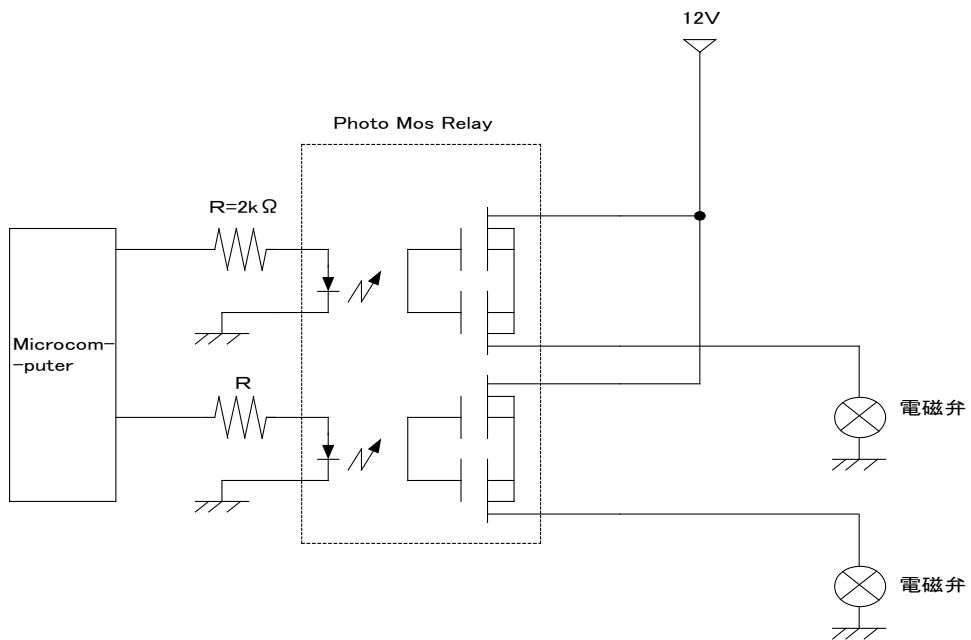 12V
Photo Mos Relay
R=2kΩ
Microcom-
-puter
R
電磁弁
電磁弁